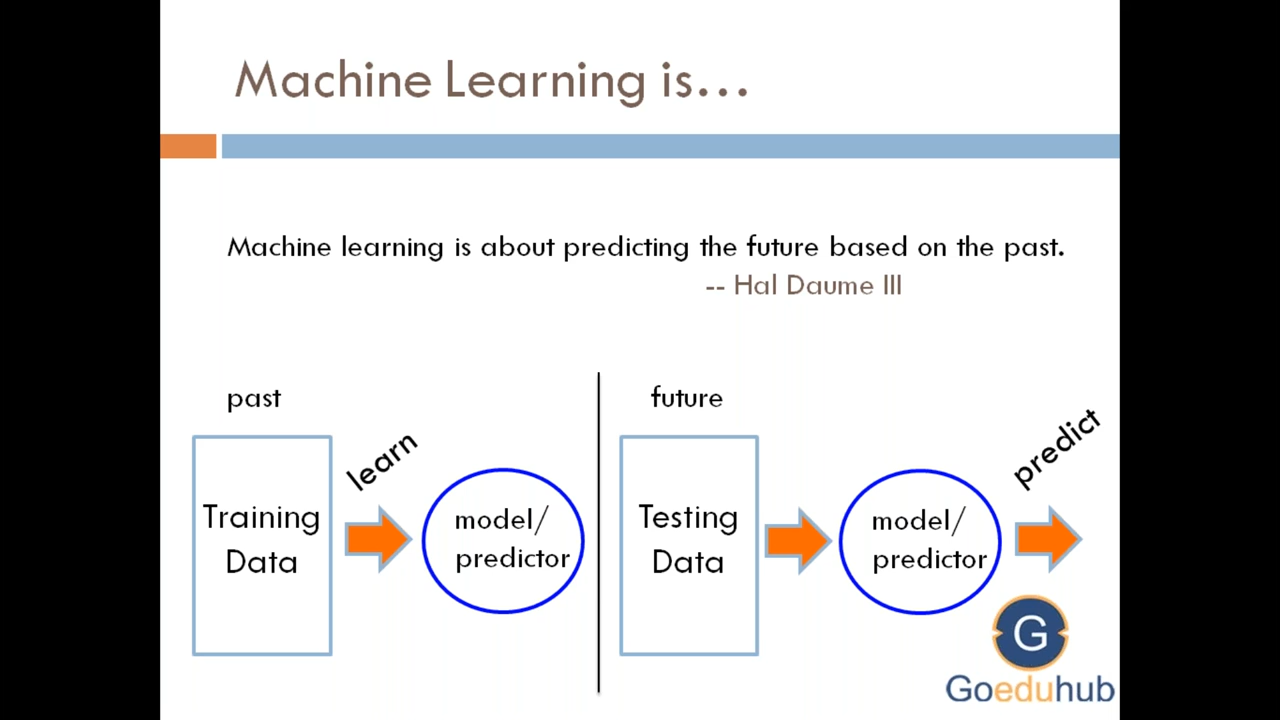 Machine Learning is...
Machine learning is about predicting the future based on the past.
-- Hal Daume III
past
Training
Data
learn
model/
predictor
future
Testing
Data
model/
predictor
predict
G
Goeduhub